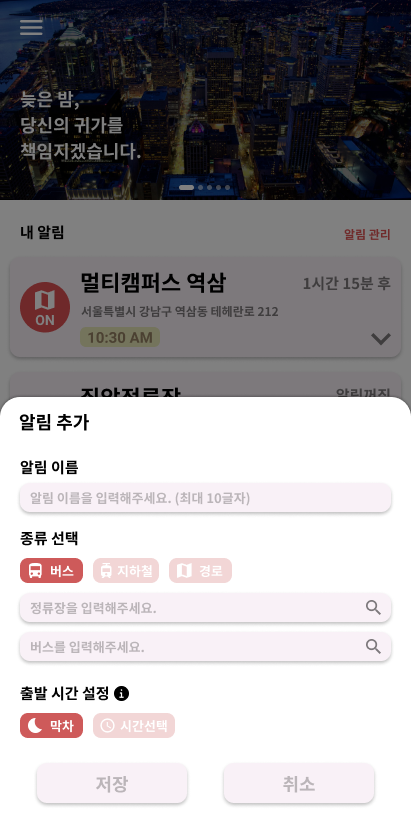 늦은 밤,
당신의 귀가를
책임지겠습니다.
내 알림
알림 관리
멀티캠퍼스 역삼
1시간 15분 후
서울특별시 강남구 역삼동 테헤란로 212
ON
10:30 AM
알림꺼짐
알림 추가
알림 이름
알림 이름을 입력해주세요. (최대 10글자)
종류 선택
버스 지하철 경로
정류장을 입력해주세요.
버스를 입력해주세요.
출발 시간 설정
막차 시간선택
저장 취소